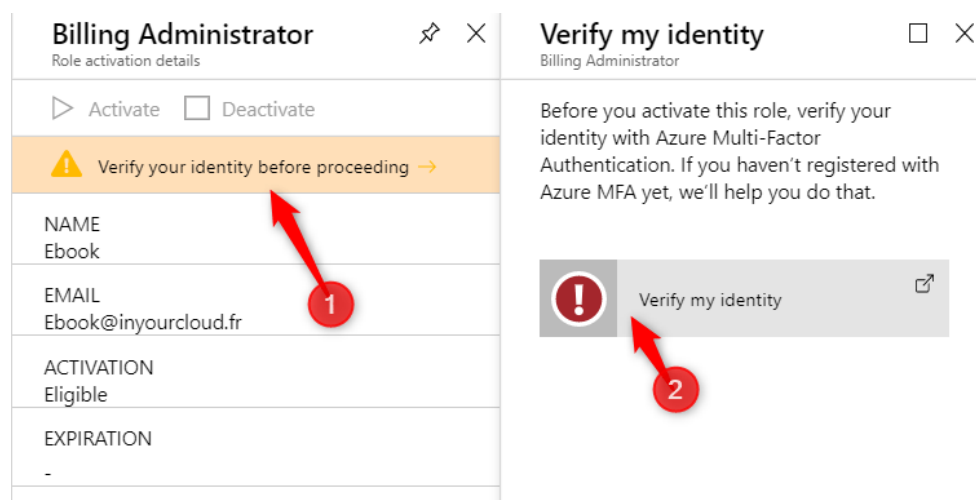 Billing Administrator
Role activation details
Activate
Deactivate
Verify your identity before proceeding →
NAME
Ebook
EMAIL
Ebook@inyourcloud.fr
ACTIVATION
Eligible
EXPIRATION
-
1
Verify my identity
Billing Administrator
Before you activate this role, verify your
identity with Azure Multi-Factor
Authentication. If you haven't registered with
Azure MFA yet, we'll help you do that.
Verify my identity
2